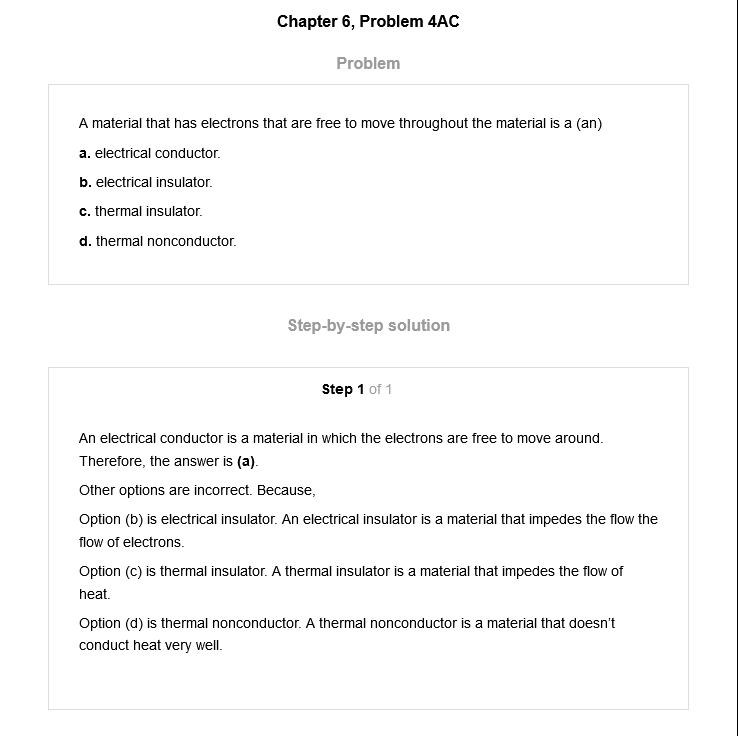 Chapter 6, Problem 4AC
Problem
A material that has electrons that are free to move throughout the material is a (an)
a. electrical conductor.
b. electrical insulator.
c. thermal insulator.
d. thermal nonconductor.
Step-by-step solution
Step 1 of 1
An electrical conductor is a material in which the electrons are free to move around.
Therefore, the answer is (a).
Other options are incorrect. Because,
Option (b) is electrical insulator. An electrical insulator is a material that impedes the flow the
flow of electrons.
Option (c) is thermal insulator. A thermal insulator is a material that impedes the flow of
heat.
Option (d) is thermal nonconductor. A thermal nonconductor is a material that doesn't
conduct heat very well.